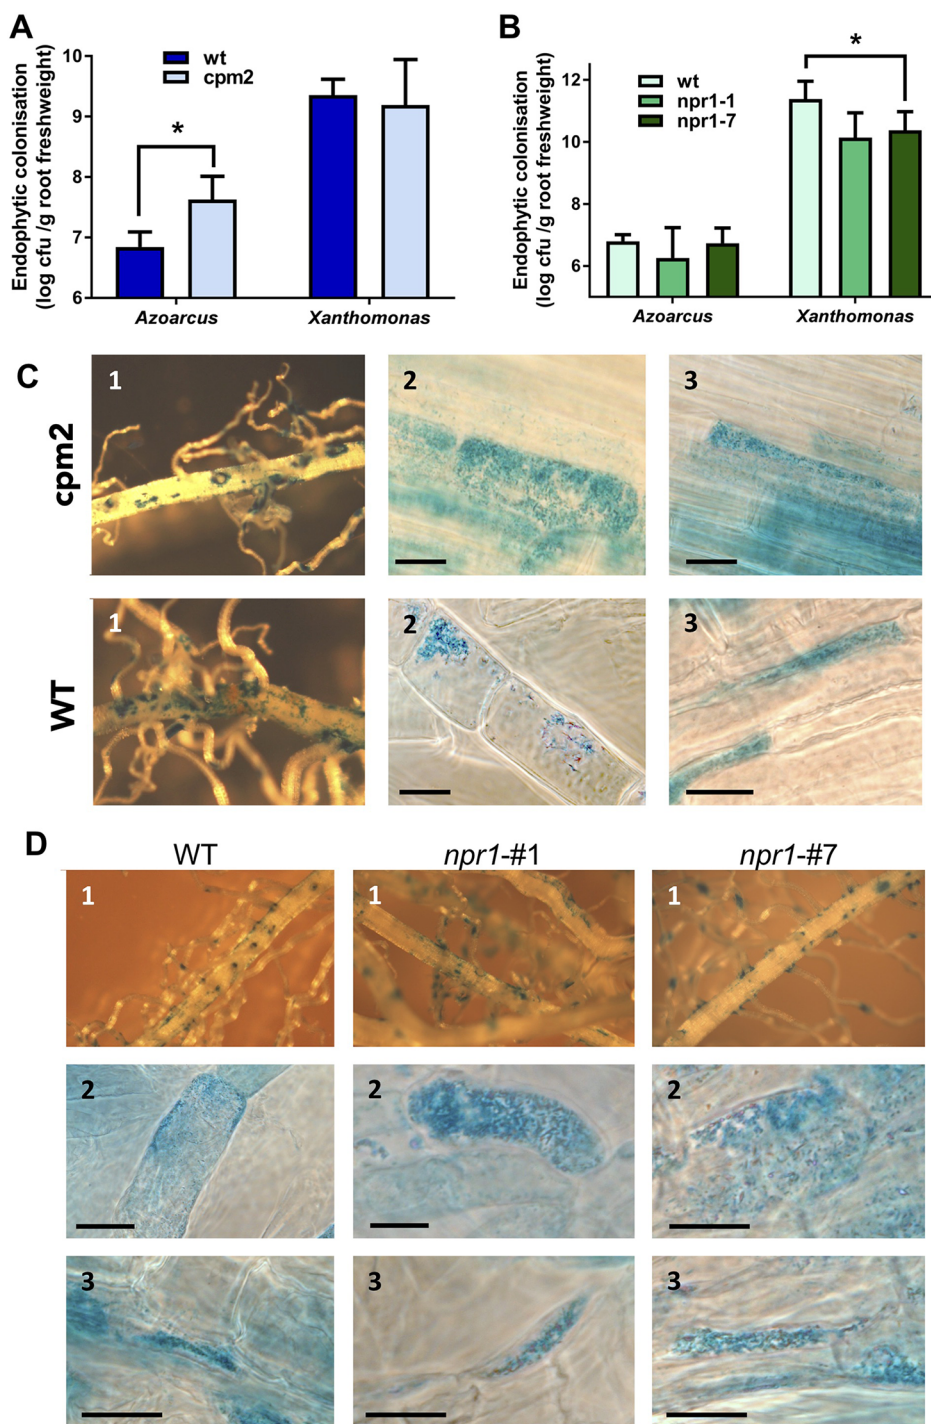 A
Endophytic colonisation
(log cfu /g root freshweight)
10
9
8
7
6
wt
cpm2
*
Azoarcus
Xanthomonas
B
Endophytic colonisation
(log cfu /g root freshweight)
12
10
8
6
wt
npr1-1
npr1-7
*
Azoarcus
Xanthomonas
C
cpm2
1
2
3
WT
1
2
3
D
WT
npr1-#1
npr1-#7
1
1
1
2
2
2
3
3
3